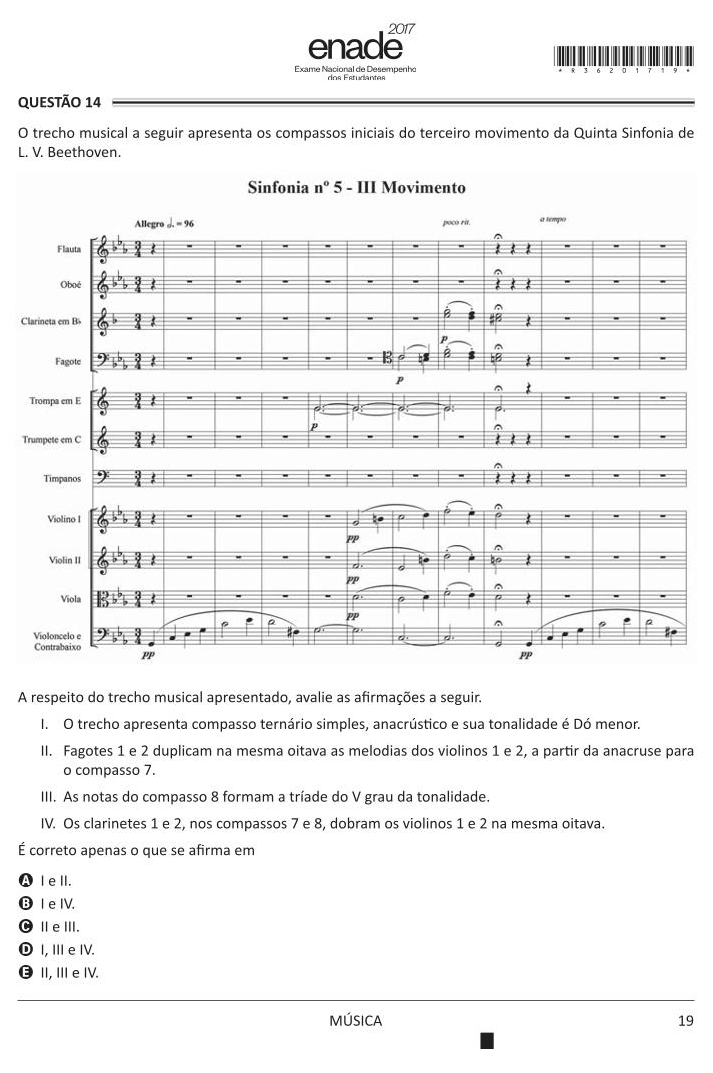 2017
enade
Exame Nacional de Desempenho
dos Estudantes
* R 3 6 2 0 1 7 1 9 *
QUESTÃO 14
O trecho musical a seguir apresenta os compassos iniciais do terceiro movimento da Quinta Sinfonia de
L. V. Beethoven.
Sinfonia nº 5 - III Movimento
Allegro 𝅗𝅥. = 96
poco rit.
a tempo
Flauta
Oboé
Clarineta em B♭
p
Fagote
p
Trompa em E
p
Trumpete em C
Tímpanos
Violino I
pp
Violin II
pp
Viola
pp
Violoncelo e
Contrabaixo
pp
pp
A respeito do trecho musical apresentado, avalie as afirmações a seguir.
I. O trecho apresenta compasso ternário simples, anacrústico e sua tonalidade é Dó menor.
II. Fagotes 1 e 2 duplicam na mesma oitava as melodias dos violinos 1 e 2, a partir da anacruse para
o compasso 7.
III. As notas do compasso 8 formam a tríade do V grau da tonalidade.
IV. Os clarinetes 1 e 2, nos compassos 7 e 8, dobram os violinos 1 e 2 na mesma oitava.
É correto apenas o que se afirma em
A I e II.
B I e IV.
C II e III.
D I, III e IV.
E II, III e IV.
MÚSICA
19